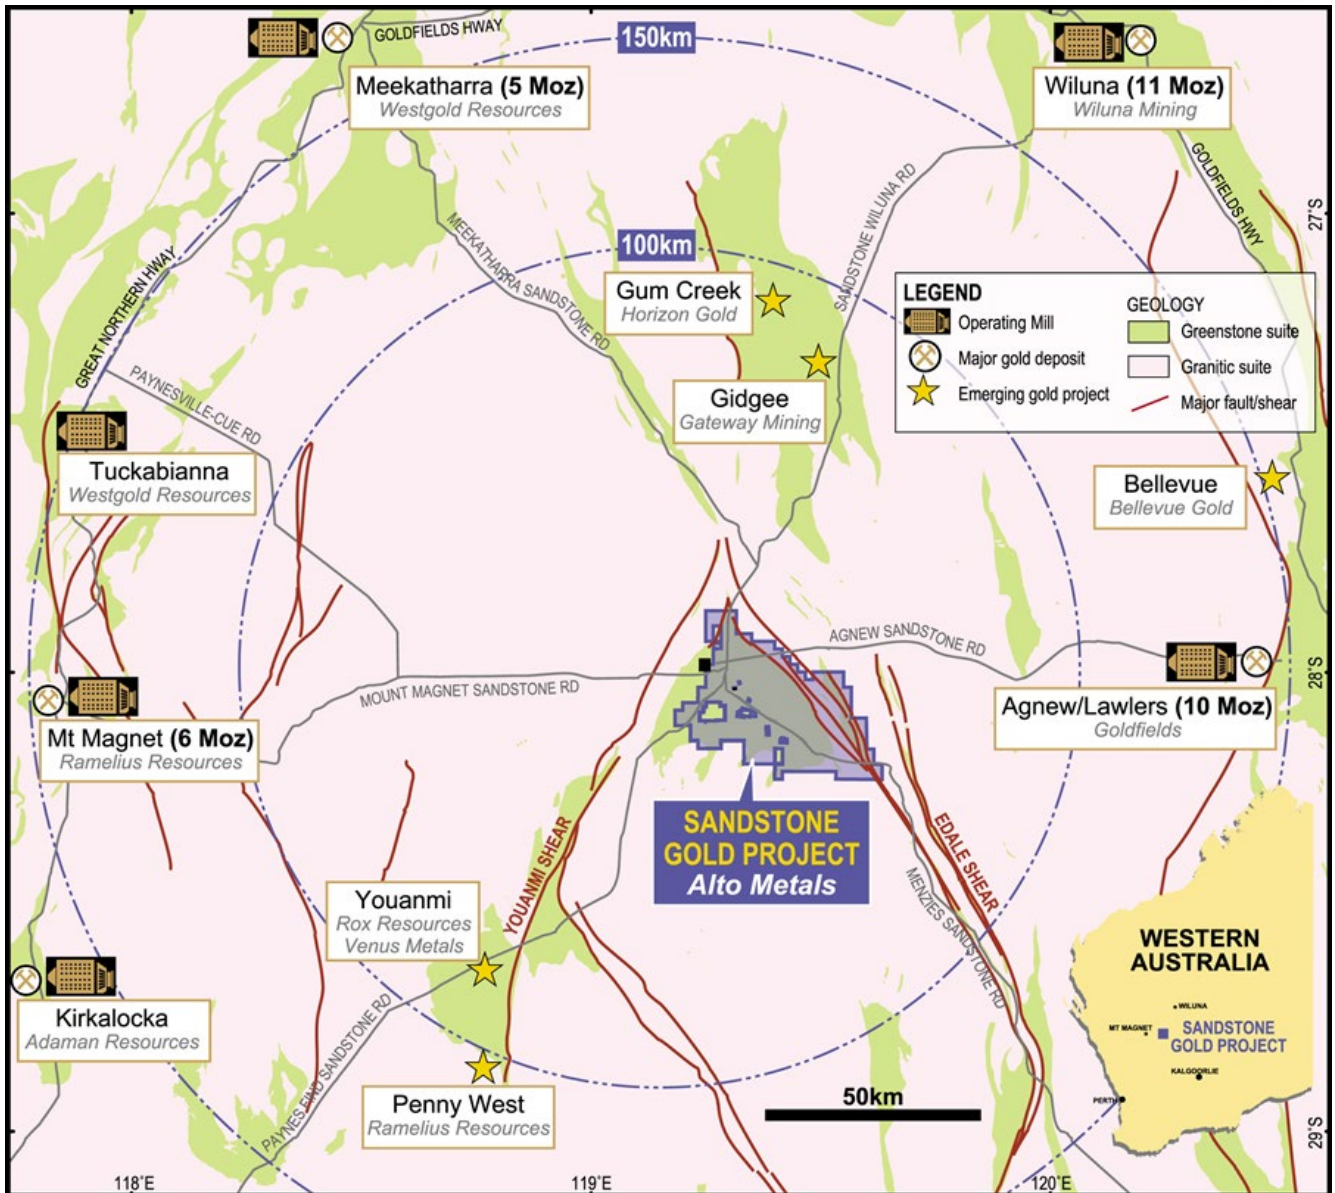 GOLDFIELDS HWY
150km
Meekatharra (5 Moz)
Westgold Resources
Wiluna (11 Moz)
Wiluna Mining
GOLDFIELDS HWY
27°S
SANDSTONE WILUNA RD
MEEKATHARRA SANDSTONE RD
100km
GREAT NORTHERN HWAY
Gum Creek
Horizon Gold
LEGEND
Operating Mill
Major gold deposit
Emerging gold project
GEOLOGY
Greenstone suite
Granitic suite
Major fault/shear
PAYNESVILLE-CUE RD
Gidgee
Gateway Mining
Tuckabianna
Westgold Resources
Bellevue
Bellevue Gold
AGNEW SANDSTONE RD
28°S
MOUNT MAGNET SANDSTONE RD
Agnew/Lawlers (10 Moz)
Goldfields
Mt Magnet (6 Moz)
Ramelius Resources
SANDSTONE
GOLD PROJECT
Alto Metals
YOUANMI SHEAR
EDALE SHEAR
MENZIES SANDSTONE RD
Youanmi
Rox Resources
Venus Metals
WESTERN
AUSTRALIA
WILUNA
MT MAGNET
SANDSTONE
GOLD PROJECT
KALGOORLIE
PERTH
Kirkalocka
Adaman Resources
PAYNES FIND SANDSTONE RD
Penny West
Ramelius Resources
50km
29°S
118°E
119°E
120°E